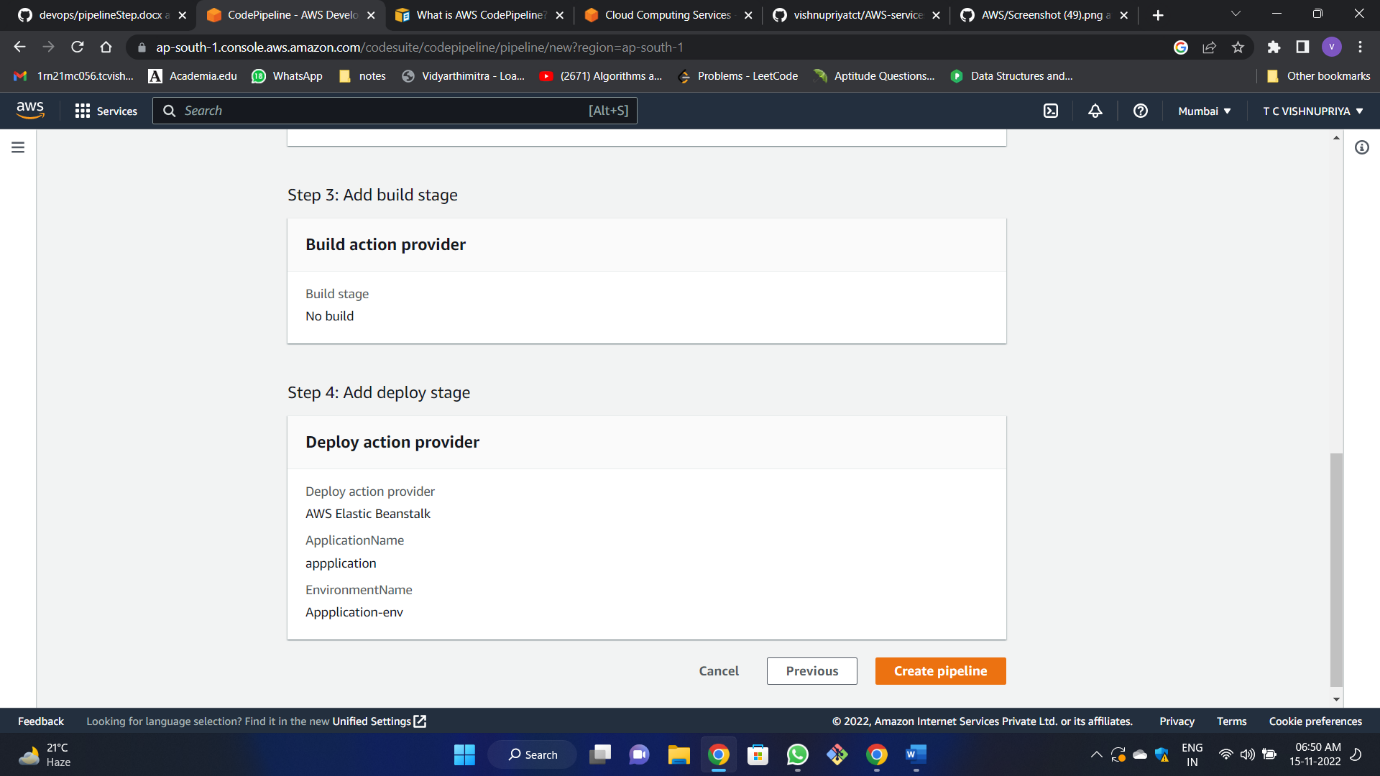 devops/pipelineStep.docx a
CodePipeline - AWS Develo
What is AWS CodePipeline?
Cloud Computing Services
vishnupriyatct/AWS-service
AWS/Screenshot (49).png a
ap-south-1.console.aws.amazon.com/codesuite/codepipeline/pipeline/new?region=ap-south-1
V
1rn21mc056.tcvish...
Academia.edu
WhatsApp
notes
Vidyarthimitra - Loa...
(2671) Algorithms a...
Problems - LeetCode
Aptitude Questions...
Data Structures and...
Other bookmarks
aws
Services
Search
[Alt+S]
Mumbai
T C VISHNUPRIYA
Step 3: Add build stage
Build action provider
Build stage
No build
Step 4: Add deploy stage
Deploy action provider
Deploy action provider
AWS Elastic Beanstalk
ApplicationName
appplication
EnvironmentName
Appplication-env
Cancel
Previous
Create pipeline
Feedback
Looking for language selection? Find it in the new Unified Settings
© 2022, Amazon Internet Services Private Ltd. or its affiliates.
Privacy
Terms
Cookie preferences
21°C
Haze
Search
ENG
IN
06:50 AM
15-11-2022